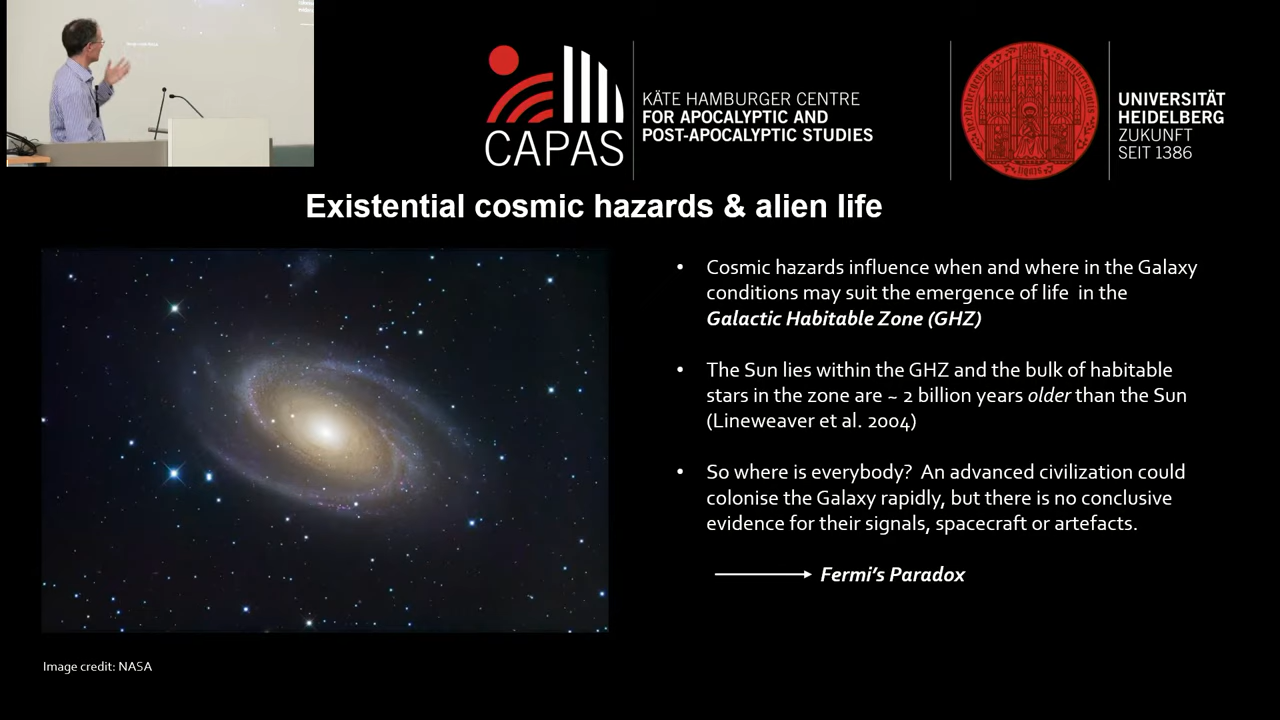 CAPAS
KÄTE HAMBURGER CENTRE
FOR APOCALYPTIC AND
POST-APOCALYPTIC STUDIES
UNIVERSITÄT
HEIDELBERG
ZUKUNFT
SEIT 1386
Existential cosmic hazards & alien life
• Cosmic hazards influence when and where in the Galaxy
conditions may suit the emergence of life in the
Galactic Habitable Zone (GHZ)
• The Sun lies within the GHZ and the bulk of habitable
stars in the zone are ~ 2 billion years older than the Sun
(Lineweaver et al. 2004)
• So where is everybody? An advanced civilization could
colonise the Galaxy rapidly, but there is no conclusive
evidence for their signals, spacecraft or artefacts.
Fermi's Paradox
Image credit: NASA